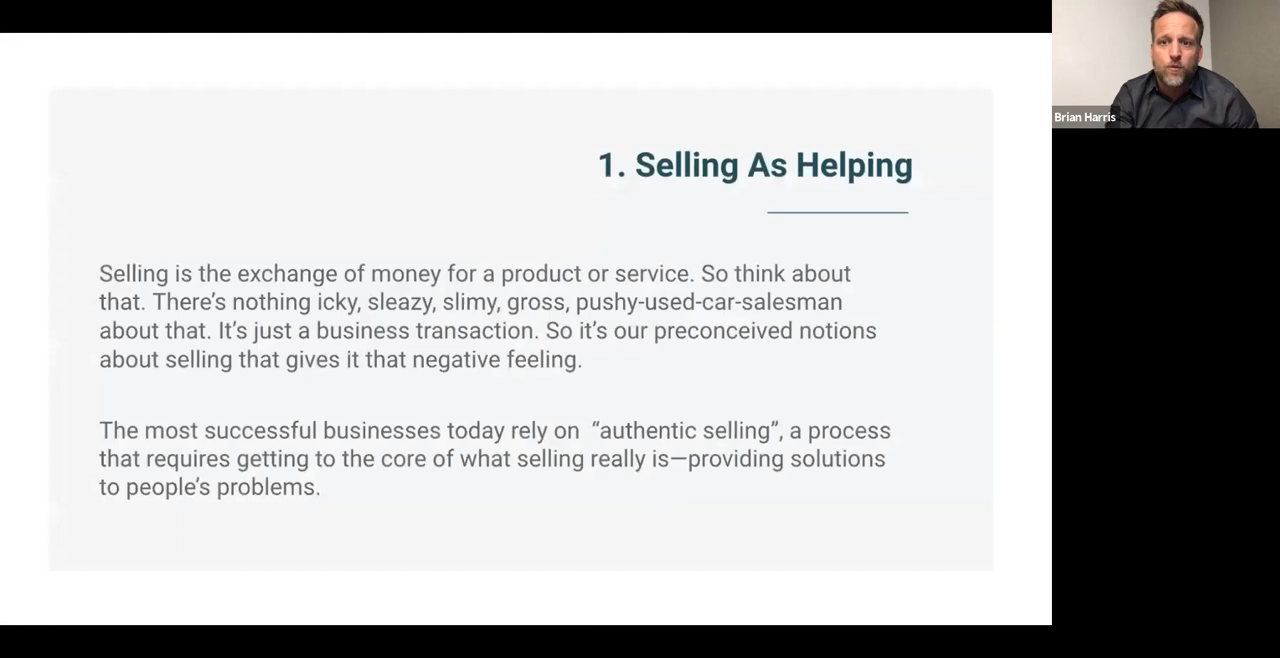 1. Selling As Helping
Selling is the exchange of money for a product or service. So think about
that. There’s nothing icky, sleazy, slimy, gross, pushy-used-car-salesman
about that. It’s just a business transaction. So it’s our preconceived notions
about selling that gives it that negative feeling.
The most successful businesses today rely on  “authentic selling”, a process
that requires getting to the core of what selling really is—providing solutions
to people’s problems.
Brian Harris